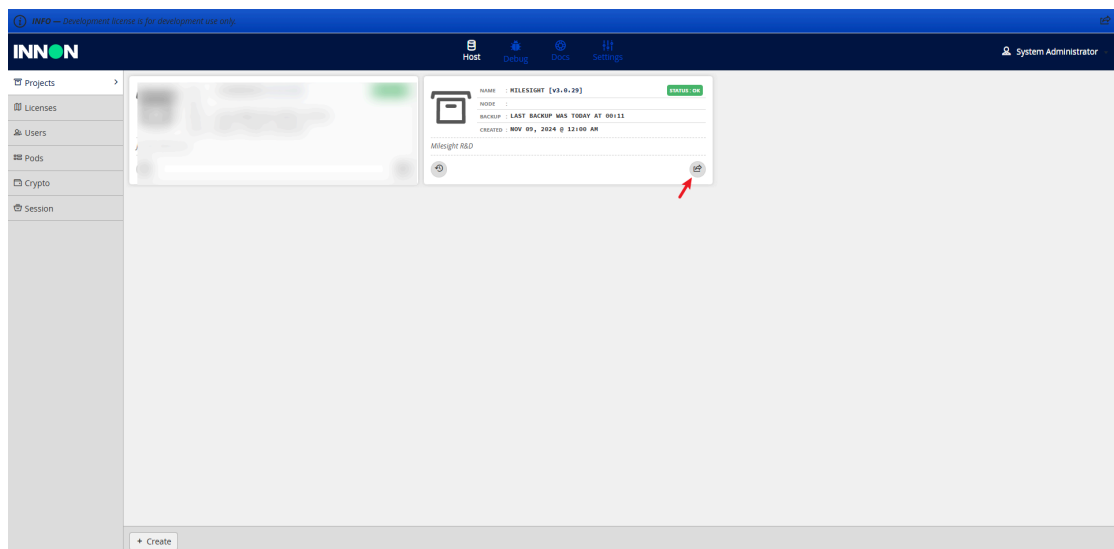 INFO — Development license is for development use only.
INNON
Host
Debug
Docs
Settings
System Administrator
Projects
Licenses
Users
Pods
Crypto
Session
NAME : MILESIGHT [v3.0.29]
STATUS: OK
NODE :
BACKUP : LAST BACKUP WAS TODAY AT 00:11
CREATED : NOV 09, 2024 @ 12:00 AM
Milesight R&D
+ Create